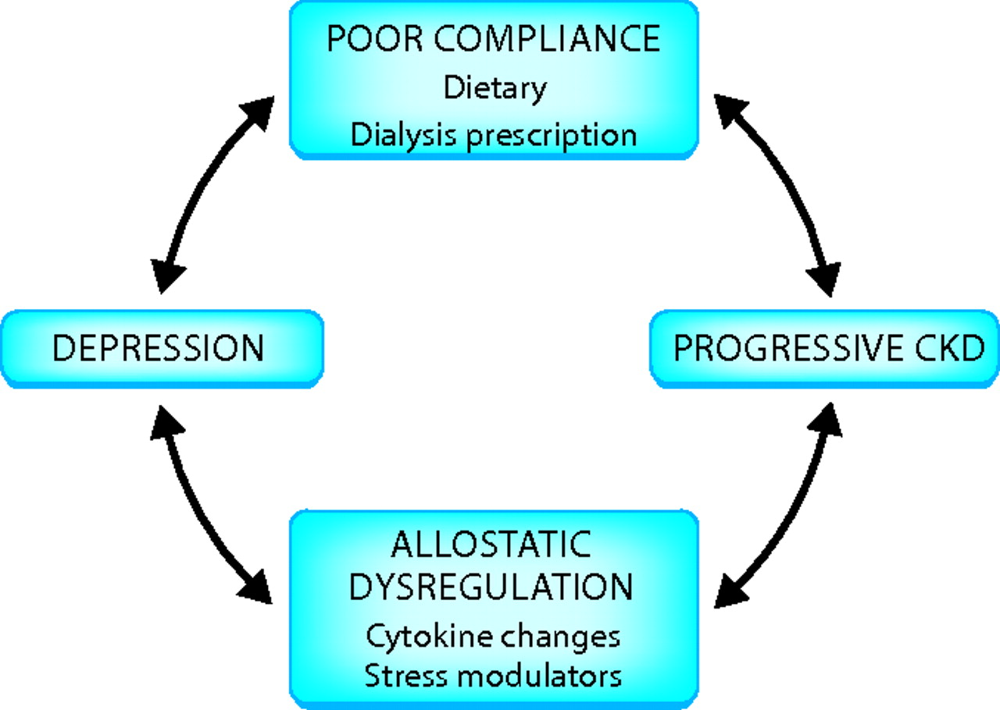 POOR COMPLIANCE
Dietary
Dialysis prescription
DEPRESSION
PROGRESSIVE CKD
ALLOSTATIC
DYSREGULATION
Cytokine changes
Stress modulators